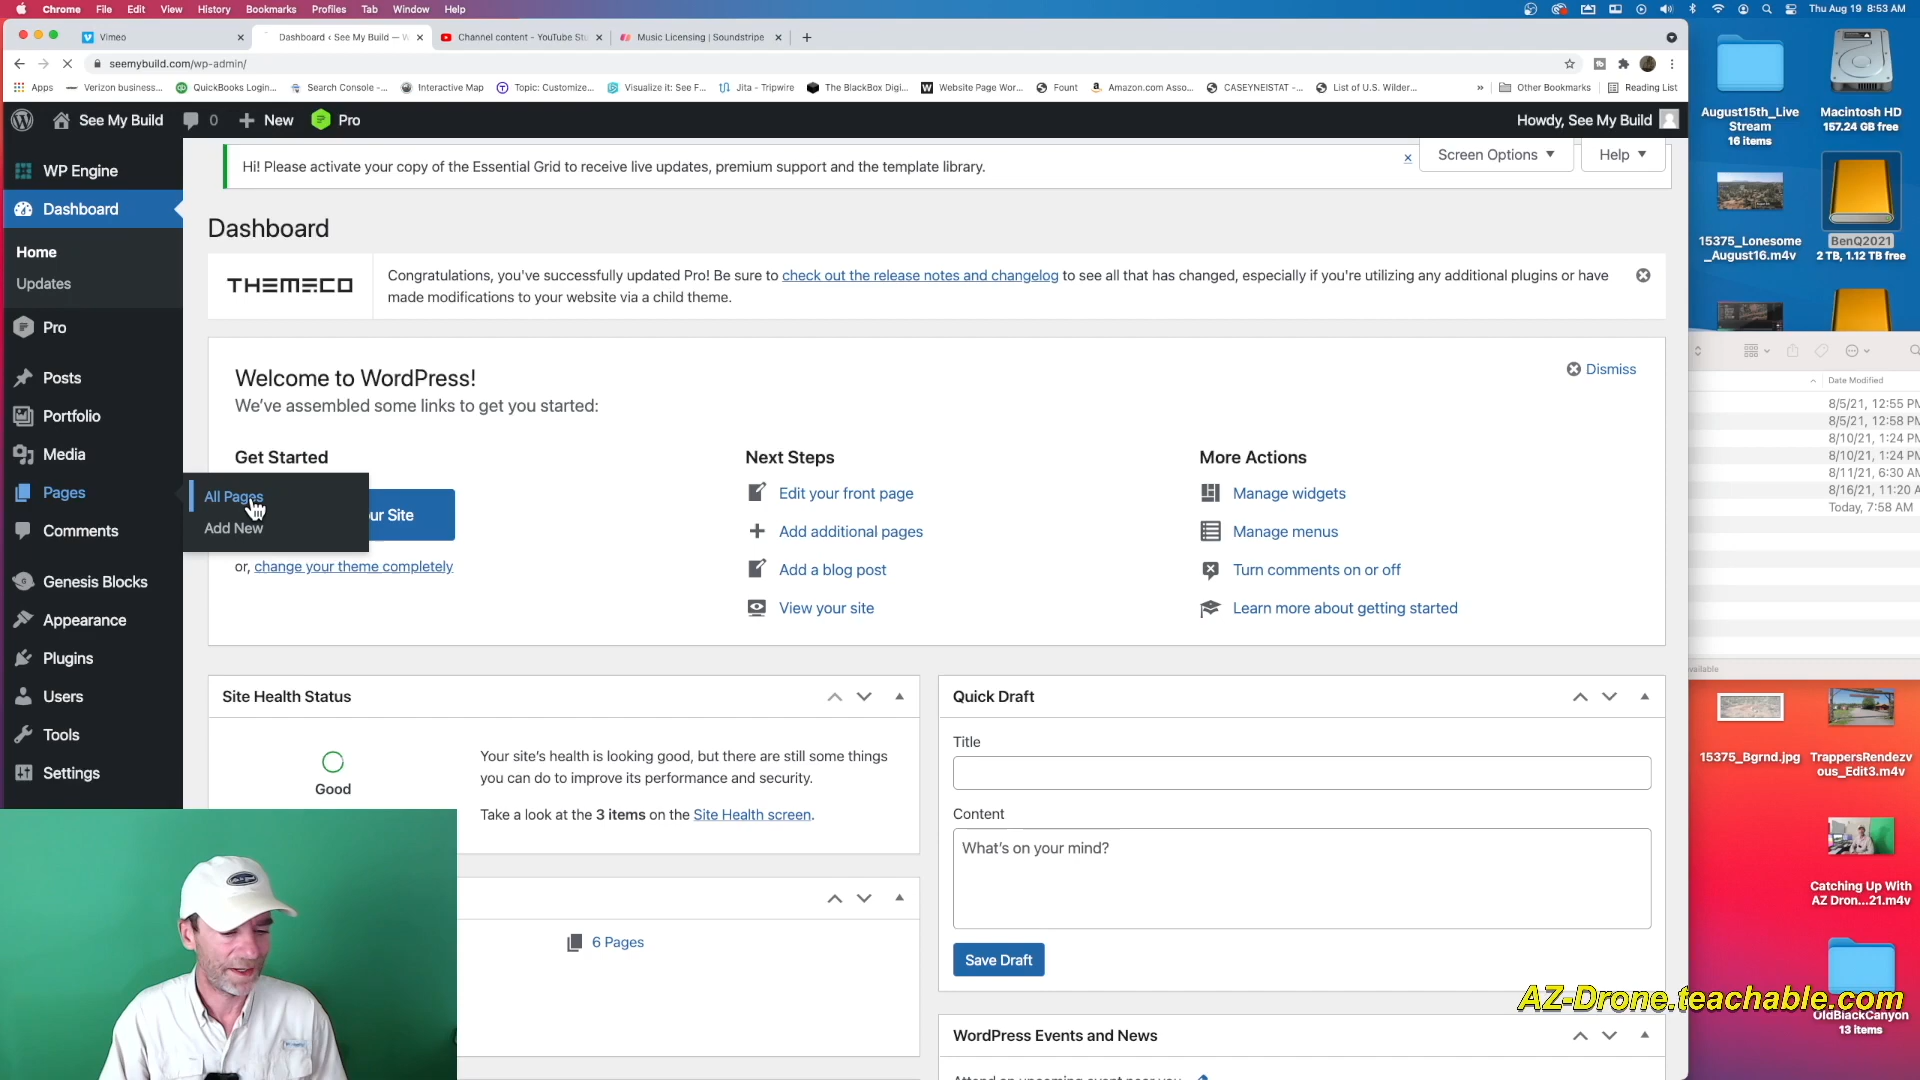 Chrome File Edit View History Bookmarks Profiles Tab Window Help Thu Aug 19 8:53 AM
Vimeo Dashboard ‹ See My Build — W Channel content - YouTube Stu Music Licensing | Soundstripe
seemybuild.com/wp-admin/
Apps Verizon business... QuickBooks Login... Search Console -... Interactive Map Topic: Customize... Visualize it: See F... Jita - Tripwire The BlackBox Digi... Website Page Wor... Fount Amazon.com Asso... CASEYNEISTAT -... List of U.S. Wilder... » Other Bookmarks Reading List
See My Build 0 New Pro Howdy, See My Build
WP Engine
Dashboard
Home
Updates
Pro
Posts
Portfolio
Media
Pages
All Pages
Add New
Comments
Genesis Blocks
Appearance
Plugins
Users
Tools
Settings
Hi! Please activate your copy of the Essential Grid to receive live updates, premium support and the template library.
Screen Options Help
Dashboard
THEMECO
Congratulations, you've successfully updated Pro! Be sure to check out the release notes and changelog to see all that has changed, especially if you're utilizing any additional plugins or have
made modifications to your website via a child theme.
Welcome to WordPress!
We've assembled some links to get you started:
Dismiss
Get Started
ur Site
or, change your theme completely
Next Steps
Edit your front page
Add additional pages
Add a blog post
View your site
More Actions
Manage widgets
Manage menus
Turn comments on or off
Learn more about getting started
Site Health Status
Good
Your site's health is looking good, but there are still some things
you can do to improve its performance and security.
Take a look at the 3 items on the Site Health screen.
6 Pages
Quick Draft
Title
Content
What's on your mind?
Save Draft
WordPress Events and News
August15th_Live
Stream
16 items
Macintosh HD
157.24 GB free
15375_Lonesome
_August16.m4v
BenQ2021
2 TB, 1.12 TB free
Date Modified
8/5/21, 12:55 PM
8/5/21, 12:58 PM
8/10/21, 1:24 PM
8/10/21, 1:24 PM
8/11/21, 6:30 AM
8/16/21, 11:20 A
Today, 7:58 AM
vailable
15375_Bgrnd.jpg
TrappersRendezv
ous_Edit3.m4v
Catching Up With
AZ Dron...21.m4v
AZ-Drone.teachable.com
OldBlackCanyon
13 items